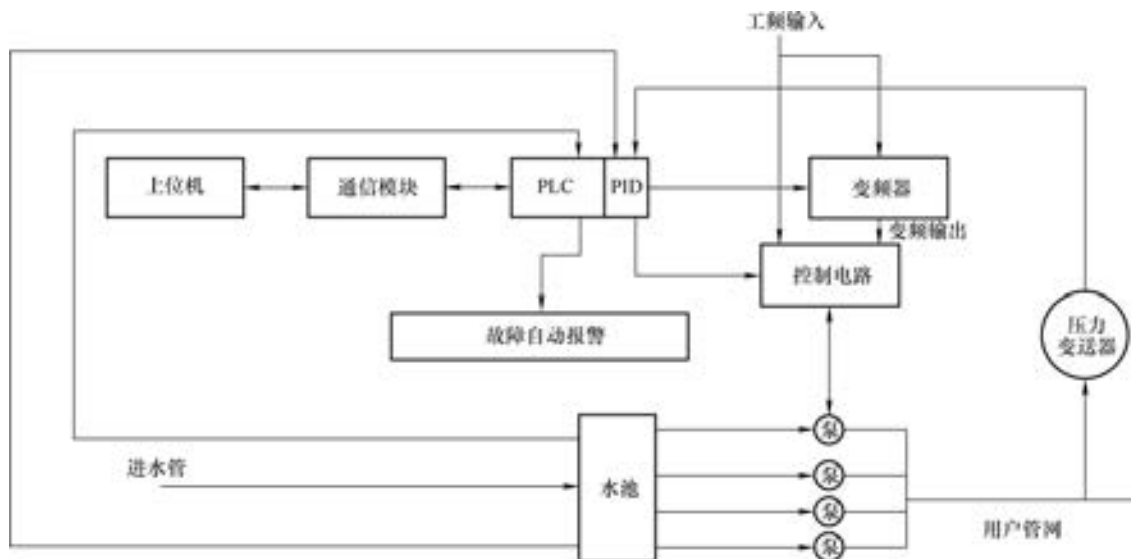 工频输入
上位机
通信模块
PLC
PID
变频器
变频输出
控制电路
故障自动报警
压力
变送器
泵
进水管
水池
泵
泵
用户管网
泵